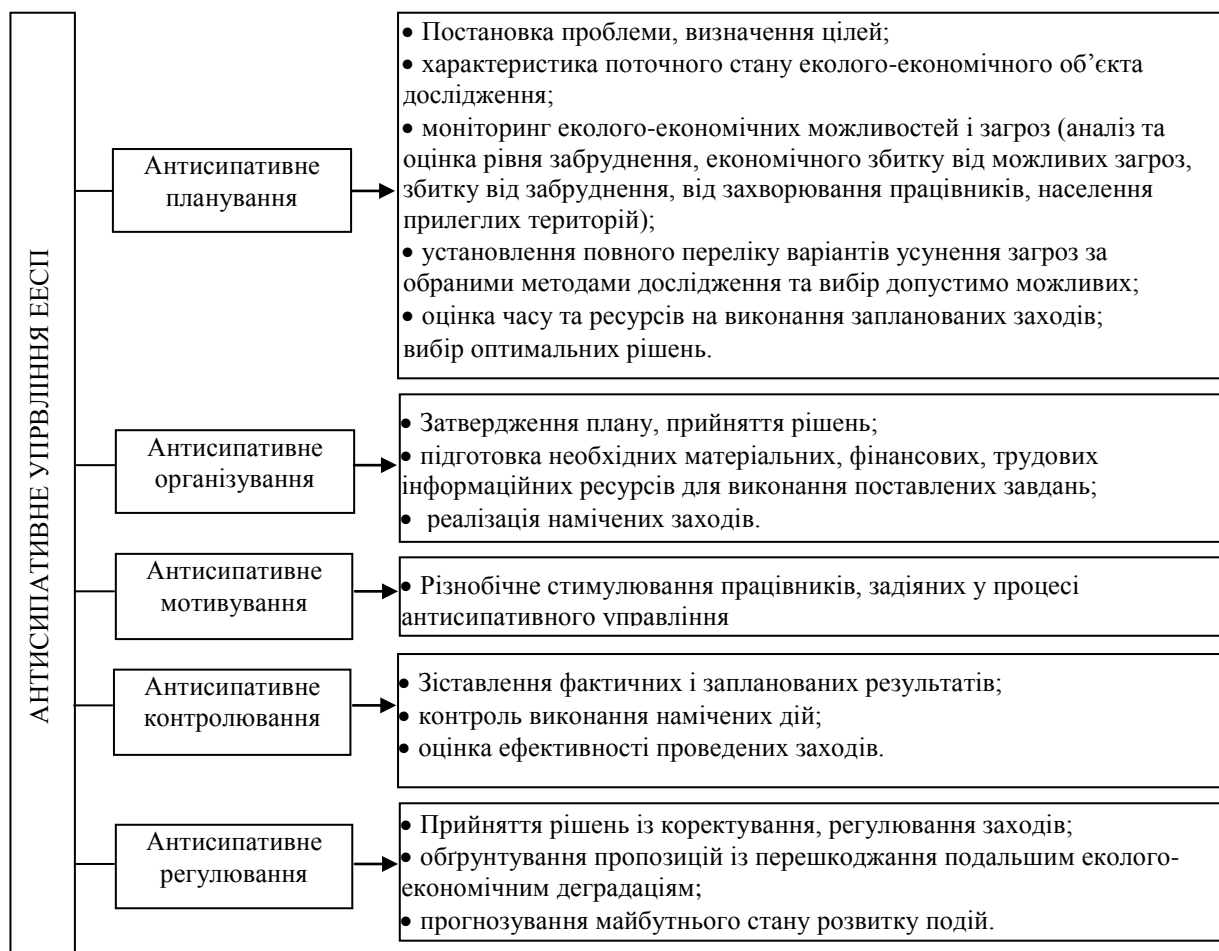 АНТИСИПАТИВНЕ УПРВЛІННЯ ЕЕСП
Антисипативне
планування
• Постановка проблеми, визначення цілей;
• характеристика поточного стану еколого-економічного об’єкта
дослідження;
• моніторинг еколого-економічних можливостей і загроз (аналіз та
оцінка рівня забруднення, економічного збитку від можливих загроз,
збитку від забруднення, від захворювання працівників, населення
прилеглих територій);
• установлення повного переліку варіантів усунення загроз за
обраними методами дослідження та вибір допустимо можливих;
• оцінка часу та ресурсів на виконання запланованих заходів;
вибір оптимальних рішень.
Антисипативне
організування
• Затвердження плану, прийняття рішень;
• підготовка необхідних матеріальних, фінансових, трудових
інформаційних ресурсів для виконання поставлених завдань;
• реалізація намічених заходів.
Антисипативне
мотивування
• Різнобічне стимулювання працівників, задіяних у процесі
антисипативного управління
Антисипативне
контролювання
• Зіставлення фактичних і запланованих результатів;
• контроль виконання намічених дій;
• оцінка ефективності проведених заходів.
Антисипативне
регулювання
• Прийняття рішень із коректування, регулювання заходів;
• обґрунтування пропозицій із перешкоджання подальшим еколого-
економічним деградаціям;
• прогнозування майбутнього стану розвитку подій.